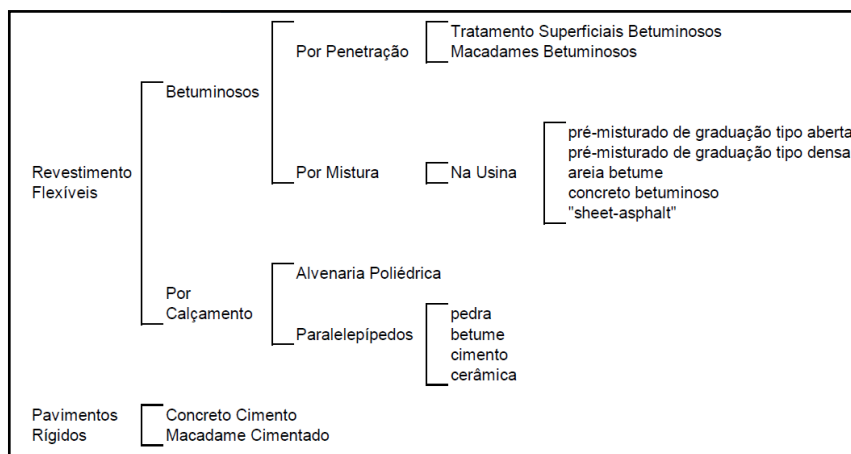 Tratamento Superficiais Betuminosos
Por Penetração
Macadames Betuminosos
Betuminosos
pré-misturado de graduação tipo aberta
pré-misturado de graduação tipo densa
Revestimento
Flexíveis
Por Mistura
Na Usina
areia betume
concreto betuminoso
"sheet-asphalt"
Por
Calçamento
Alvenaria Poliédrica
Paralelepípedos
pedra
betume
cimento
cerâmica
Pavimentos
Rígidos
Concreto Cimento
Macadame Cimentado